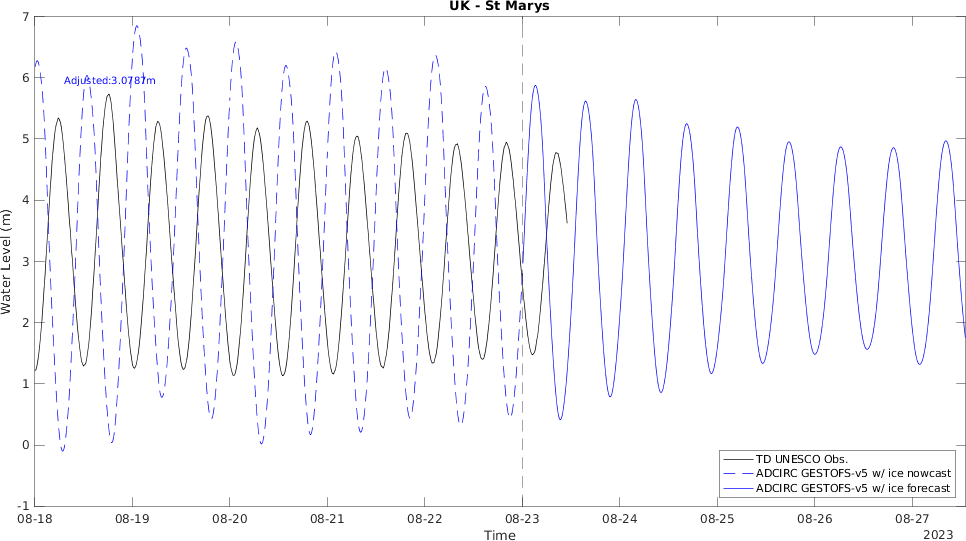 UK - St Marys
Adjusted:3.0787m
7
6
5
4
3
2
1
0
-1
Water Level (m)
08-18 08-19 08-20 08-21 08-22 08-23 08-24 08-25 08-26 08-27
Time
2023
TD UNESCO Obs.
ADCIRC GESTOFS-v5 w/ ice nowcast
ADCIRC GESTOFS-v5 w/ ice forecast